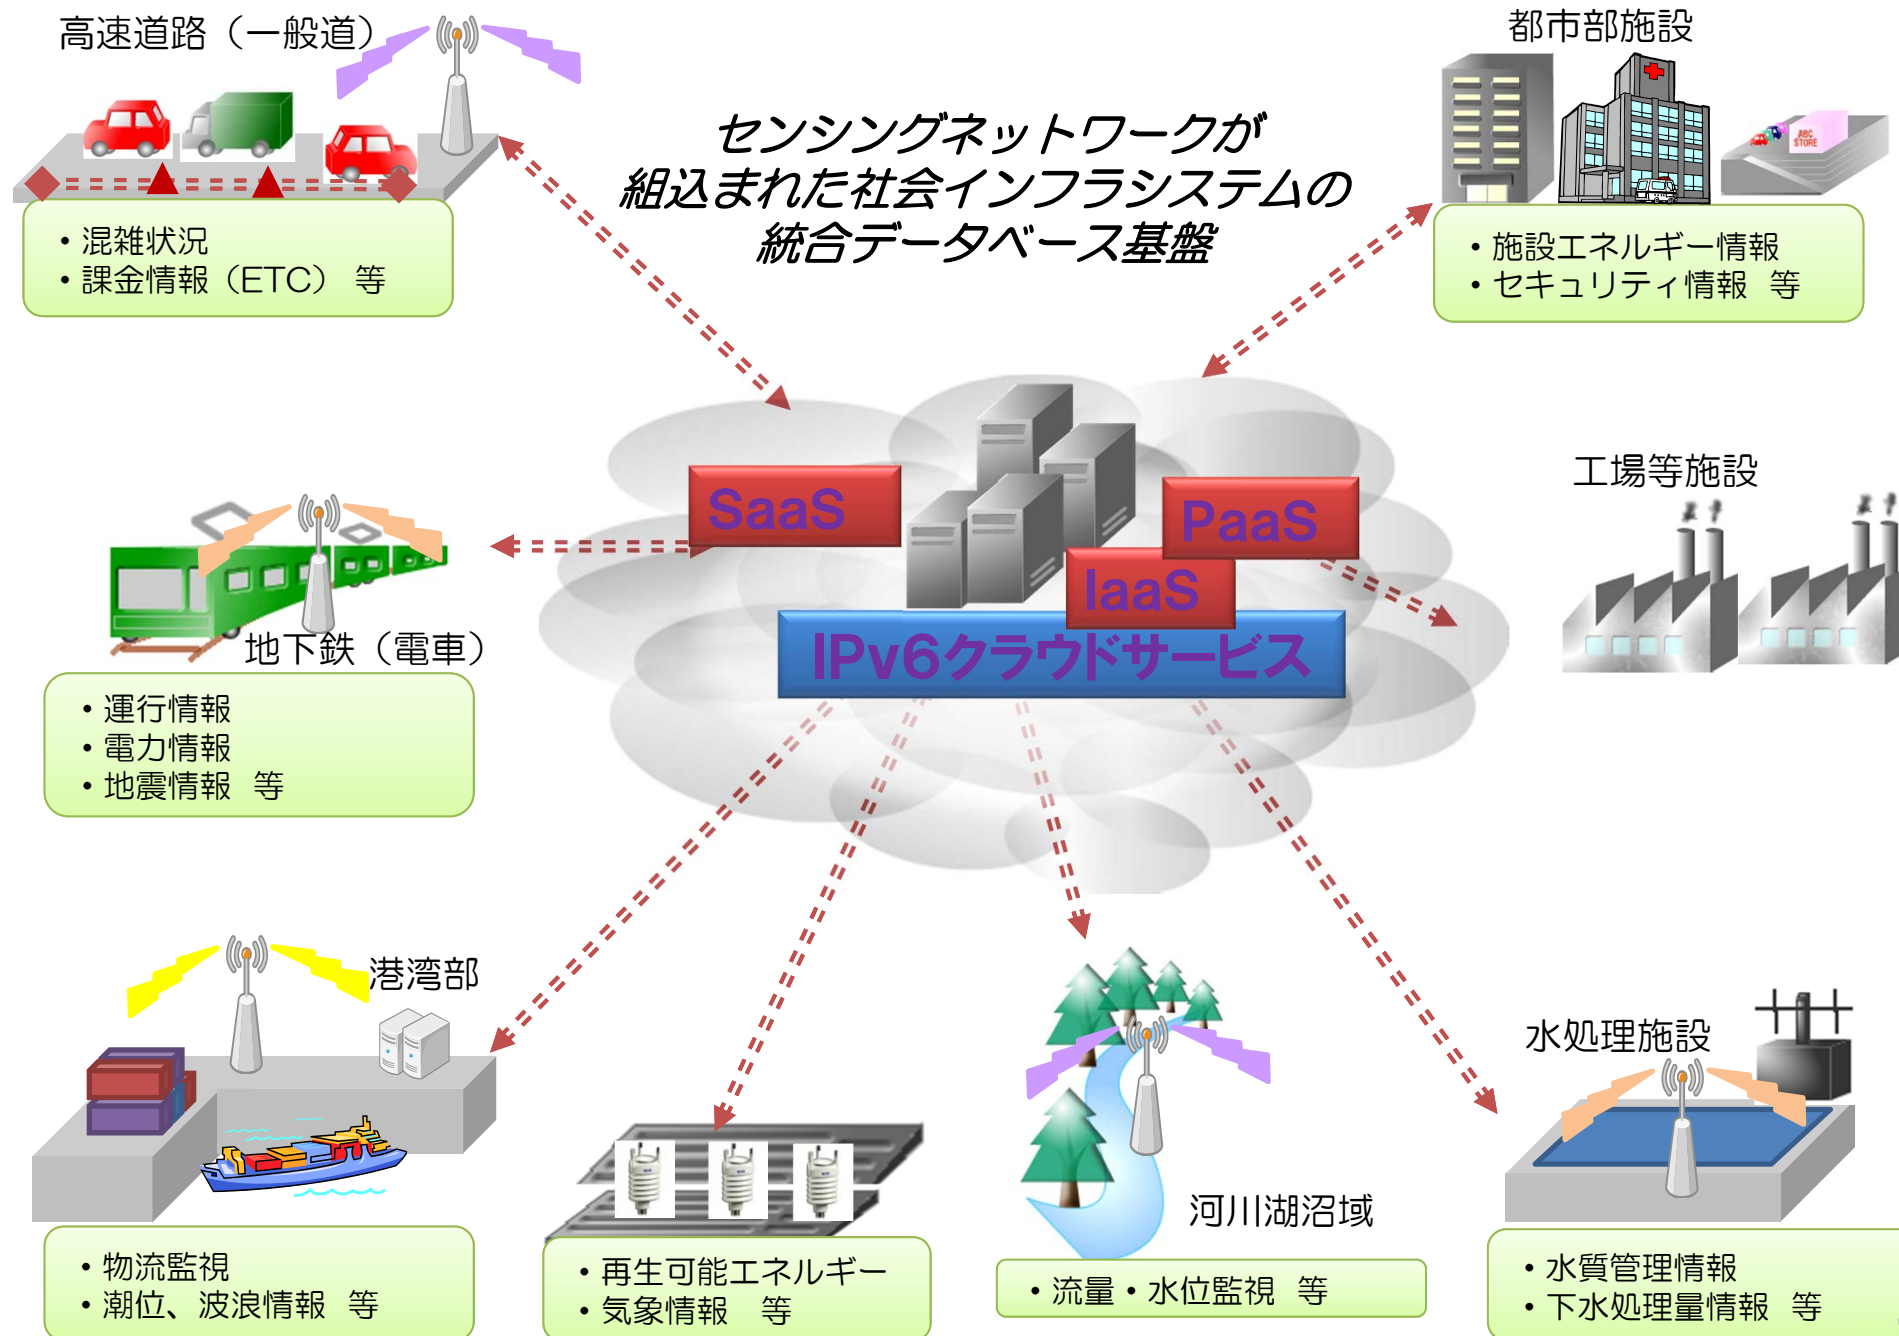 高速道路（一般道）
都市部施設
ABC
STORE
センシングネットワークが
組込まれた社会インフラシステムの
統合データベース基盤
・混雑状況
・課金情報（ETC） 等
・施設エネルギー情報
・セキュリティ情報 等
工場等施設
SaaS
PaaS
IaaS
IPv6クラウドサービス
地下鉄（電車）
・運行情報
・電力情報
・地震情報 等
港湾部
水処理施設
河川湖沼域
・物流監視
・潮位、波浪情報 等
・再生可能エネルギー
・気象情報 等
・流量・水位監視 等
・水質管理情報
・下水処理量情報 等